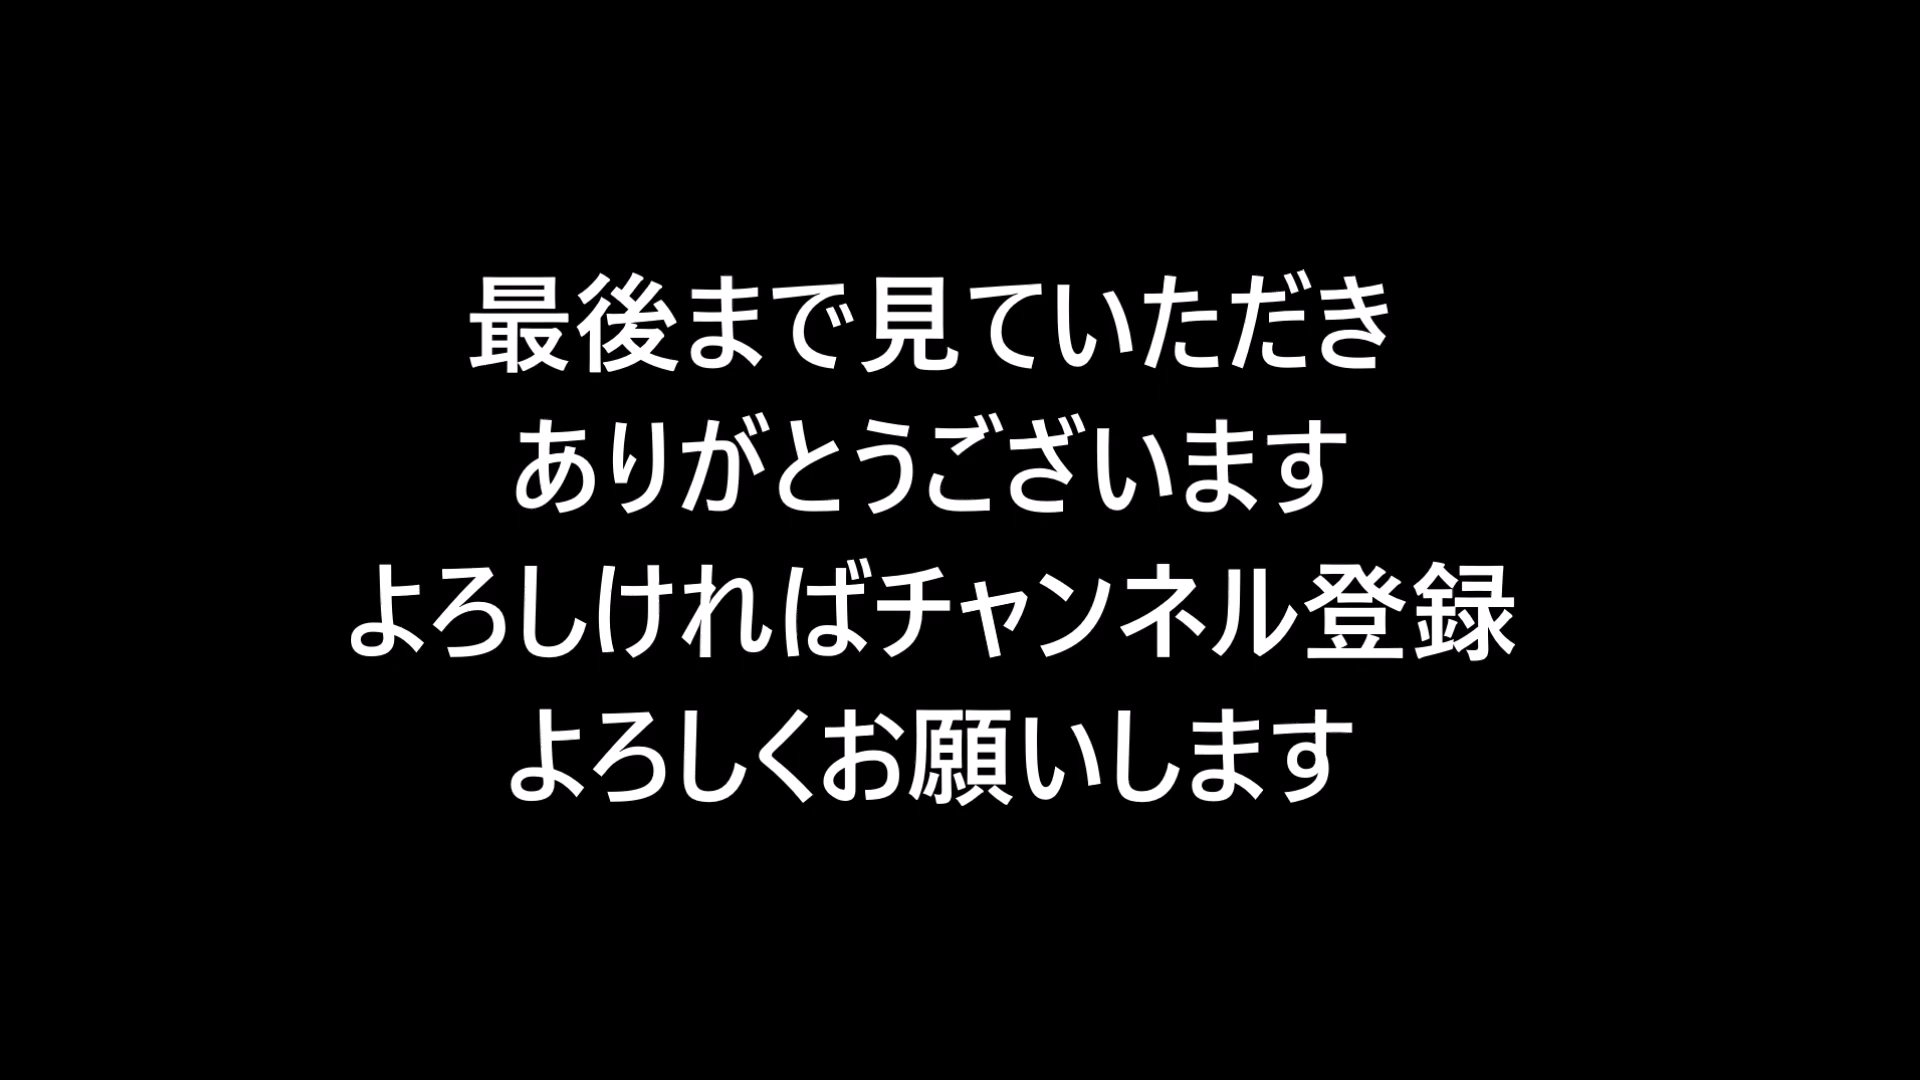 最後まで見ていただき
ありがとうございます
よろしければチャンネル登録
よろしくお願いします